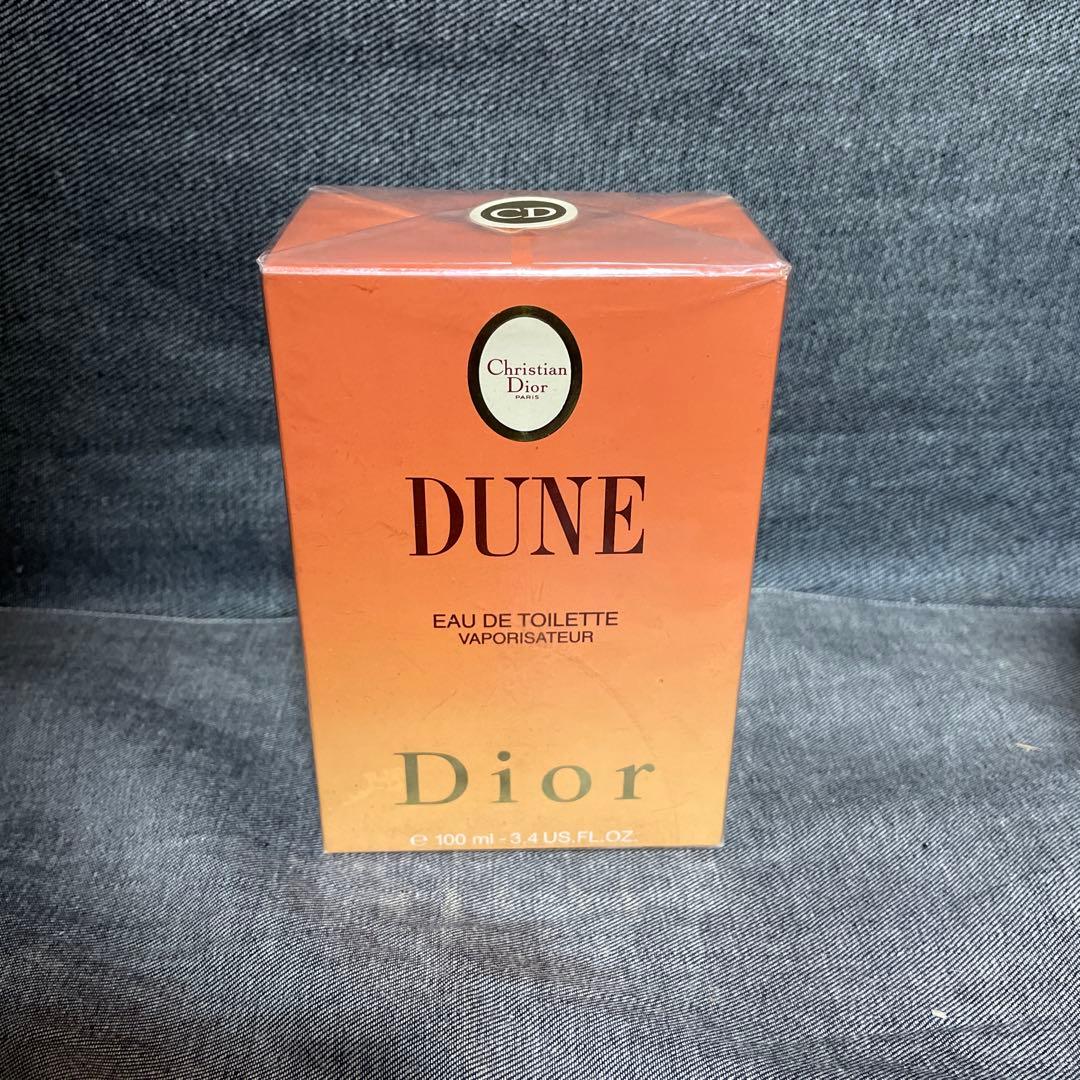 CD
Christian
Dior
PARIS
DUNE
EAU DE TOILETTE
VAPORISATEUR
Dior
℮ 100 ml - 3.4 US.FL.OZ.